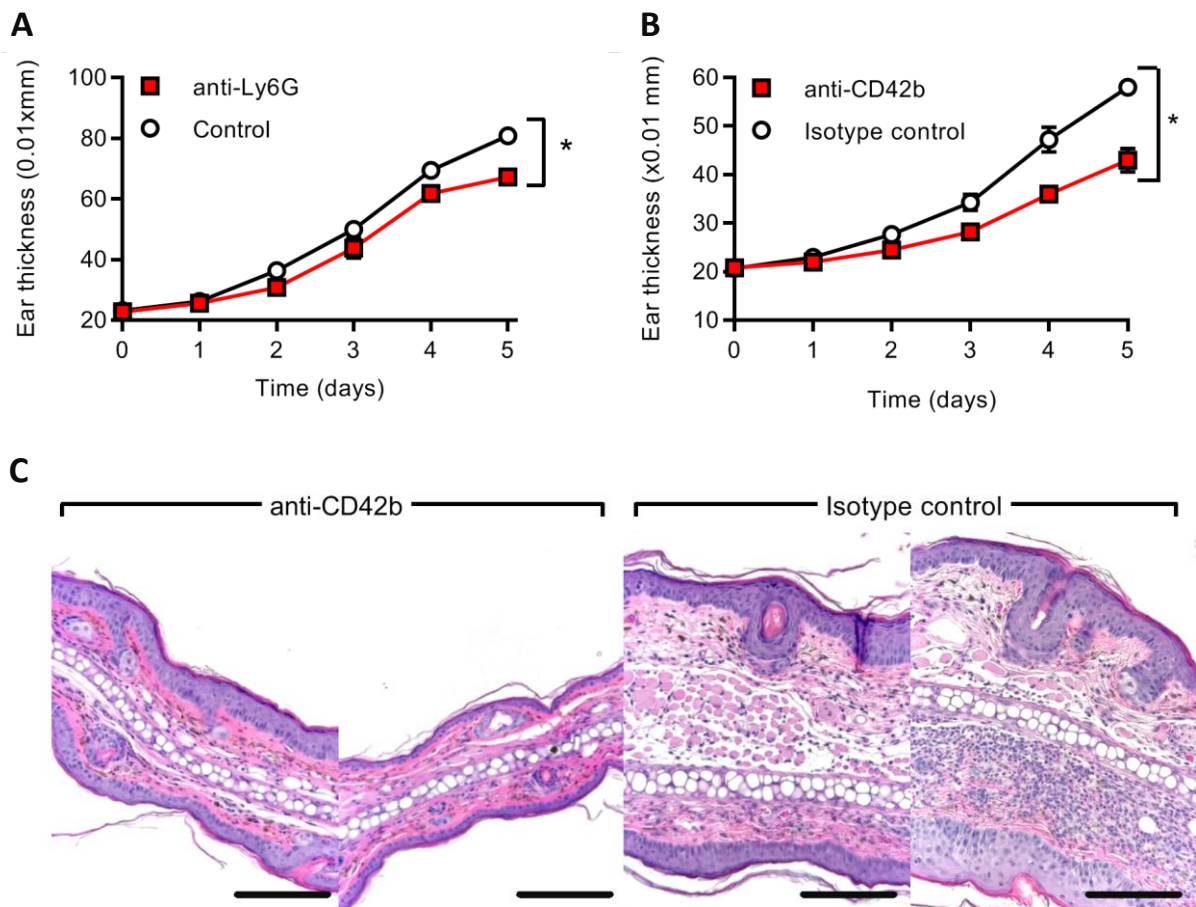 A
Ear thickness (0.01xmm)
100
80
60
40
20
anti-Ly6G
Control
*
0 1 2 3 4 5
Time (days)
B
Ear thickness (x0.01 mm)
60
50
40
30
20
10
anti-CD42b
Isotype control
*
0 1 2 3 4 5
Time (days)
C
anti-CD42b
Isotype control